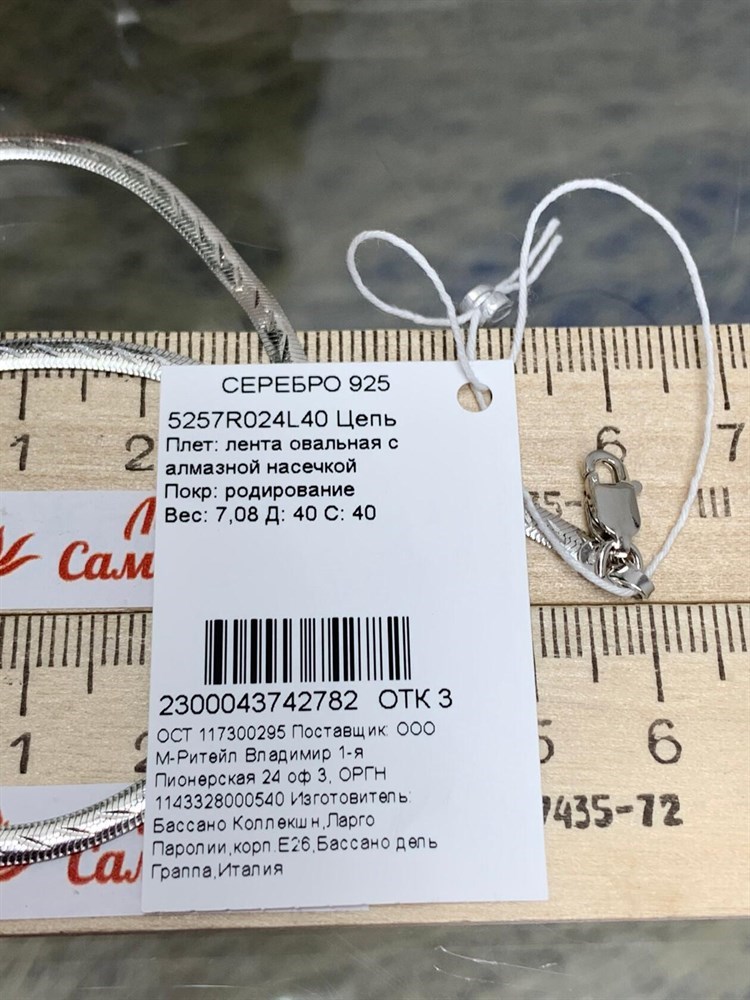 СЕРЕБРО 925
5257R024L40 Цепь
Плет: лента овальная с
алмазной насечкой
Покр: родирование
Вес: 7,08 Д: 40 С: 40
2300043742782 ОТК 3
ОСТ 117300295 Поставщик: ООО
М-Ритейл Владимир 1-я
Пионерская 24 оф 3, ОРГН
1143328000540 Изготовитель:
Бассано Коллекшн,Ларго
Паролии,корп.Е26,Бассано дель
Граппа,Италия
1 2 6 7
Сам
1 6
7435-72
Сам